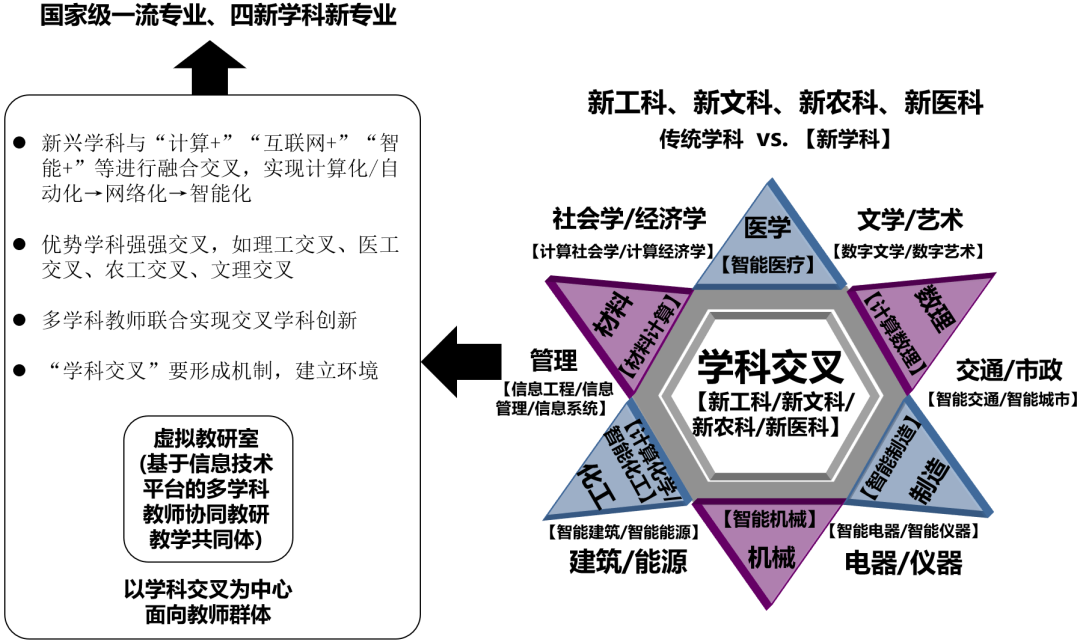 国家级一流专业、四新学科新专业
● 新兴学科与“计算+”“互联网+”“智
能+”等进行融合交叉，实现计算化/自
动化→网络化→智能化
● 优势学科强强交叉，如理工交叉、医工
交叉、农工交叉、文理交叉
● 多学科教师联合实现交叉学科创新
● “学科交叉”要形成机制，建立环境
虚拟教研室
(基于信息技术
平台的多学科
教师协同教研
教学共同体)
以学科交叉为中心
面向教师群体
新工科、新文科、新农科、新医科
传统学科 vs.【新学科】
社会学/经济学
【计算社会学/计算经济学】
医学
【智能医疗】
文学/艺术
【数字文学/数字艺术】
材料
【材料计算】
数理
【计算数理】
学科交叉
【新工科/新文科/
新农科/新医科】
管理
【信息工程/信息
管理/信息系统】
交通/市政
【智能交通/智能城市】
化工
【计算化学/
智能化工】
制造
【智能制造】
【智能建筑/智能能源】
建筑/能源
【智能机械】
机械
【智能电器/智能仪器】
电器/仪器